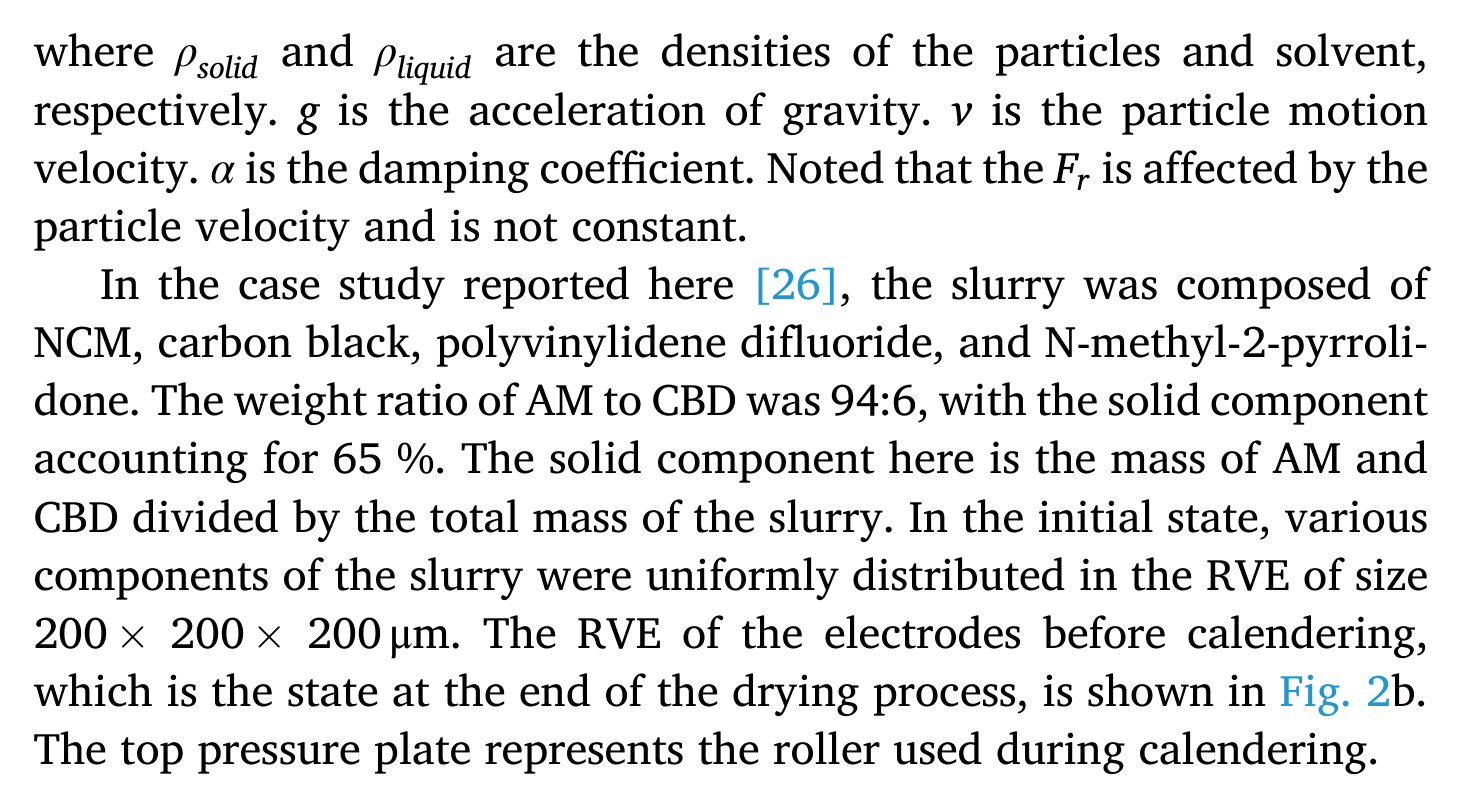 where ρsolid and ρliquid are the densities of the particles and solvent,
respectively. g is the acceleration of gravity. v is the particle motion
velocity. α is the damping coefficient. Noted that the Fr is affected by the
particle velocity and is not constant.
In the case study reported here [26], the slurry was composed of
NCM, carbon black, polyvinylidene difluoride, and N-methyl-2-pyrroli-
done. The weight ratio of AM to CBD was 94:6, with the solid component
accounting for 65 %. The solid component here is the mass of AM and
CBD divided by the total mass of the slurry. In the initial state, various
components of the slurry were uniformly distributed in the RVE of size
200 × 200 × 200 μm. The RVE of the electrodes before calendering,
which is the state at the end of the drying process, is shown in Fig. 2b.
The top pressure plate represents the roller used during calendering.